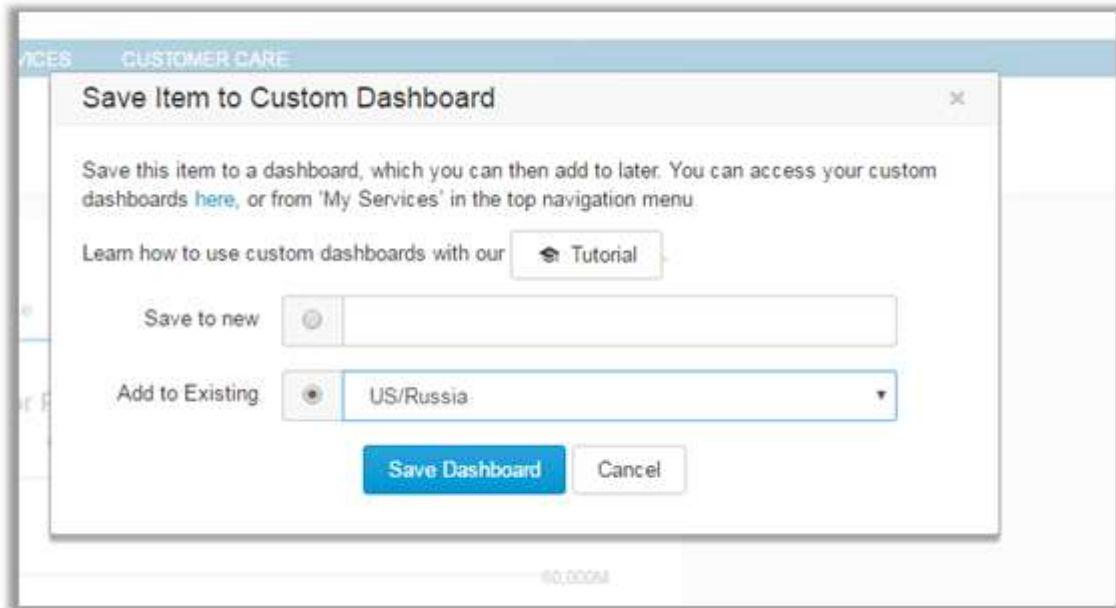 CUSTOMER CARE
Save Item to Custom Dashboard
×
Save this item to a dashboard, which you can then add to later. You can access your custom
dashboards here, or from 'My Services' in the top navigation menu
Learn how to use custom dashboards with our Tutorial .
Save to new
Add to Existing US/Russia
Save Dashboard Cancel
60,000M